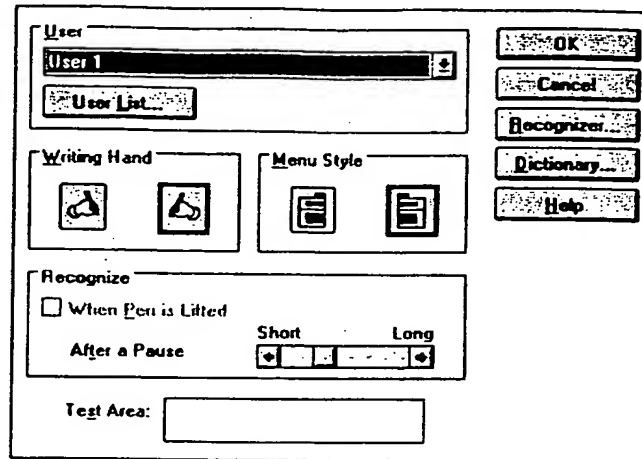 User
User 1
User List...
OK
Cancel
Recognizer...
Dictionary...
Help
Writing Hand
Menu Style
Recognize
When Pen is Lifted
Short Long
After a Pause
Test Area: